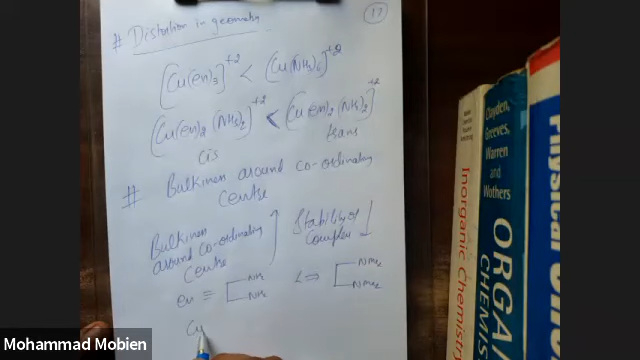 17
# Distortion in geometry
[Cu(en)3]+2 < [Cu(NH3)6]+2
[Cu(en)2(NH3)2]+2 < [Cu en)2(NH3)2]+2
cis trans
# Bulkiness around co-ordinating
centre
Bulkiness
around co-ordinating
centre
Stability of
complex ↓
en ≡ NH2 NH2
L ⇒ NMe2 NMe2
Cu
Inorganic Chemistry
Clayden,
Greeves,
Warren
and
Wothers
ORGA
CHEMIS
Physical
Mohammad Mobien